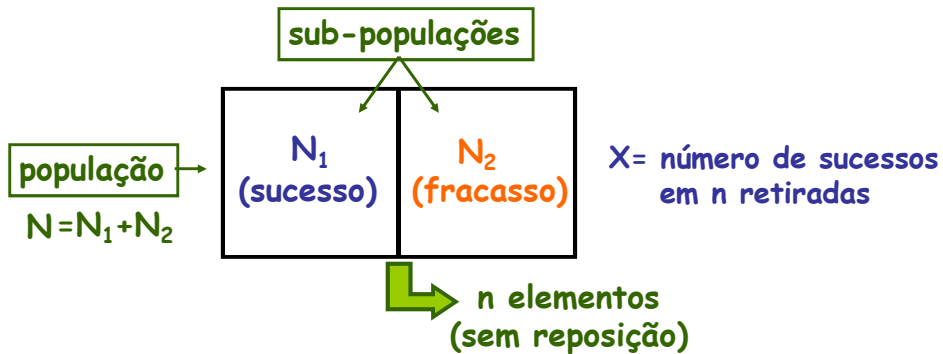 sub-populações
N₁
(sucesso)
N₂
(fracasso)
população
N=N₁+N₂
X= número de sucessos
em n retiradas
n elementos
(sem reposição)